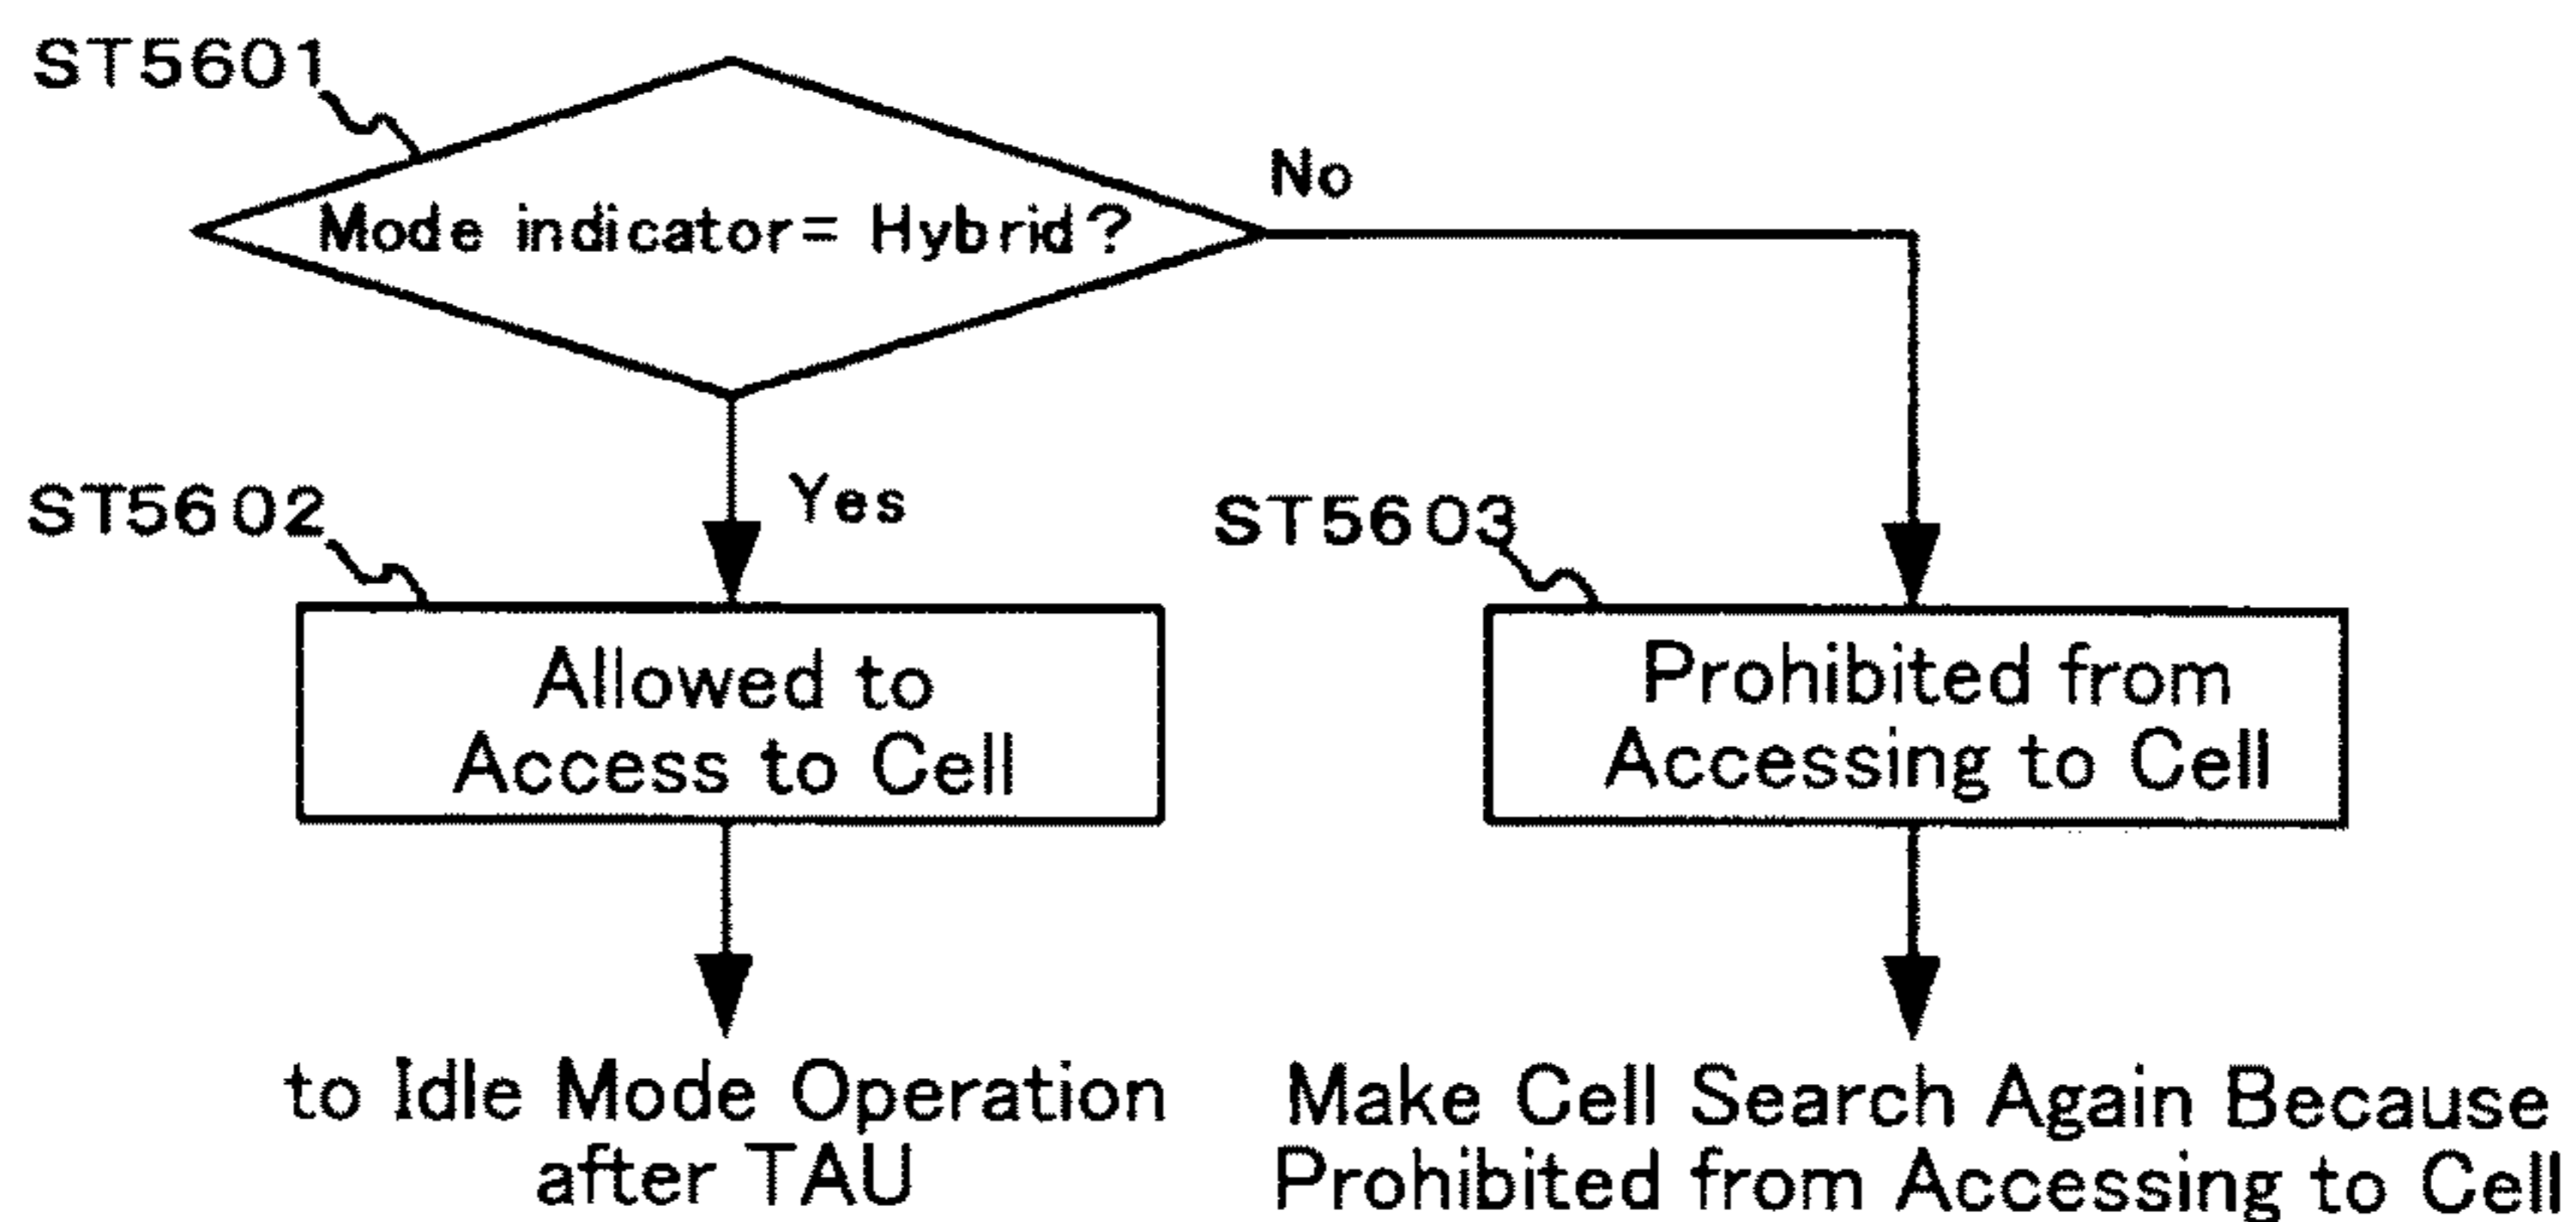 ST5601
Mode indicator= Hybrid?
No
Yes
ST5602
ST5603
Allowed to
Access to Cell
Prohibited from
Accessing to Cell
to Idle Mode Operation
after TAU
Make Cell Search Again Because
Prohibited from Accessing to Cell